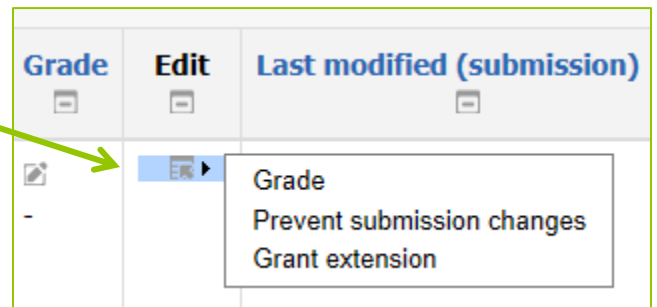 Grade Edit Last modified (submission)
-
Grade
Prevent submission changes
Grant extension